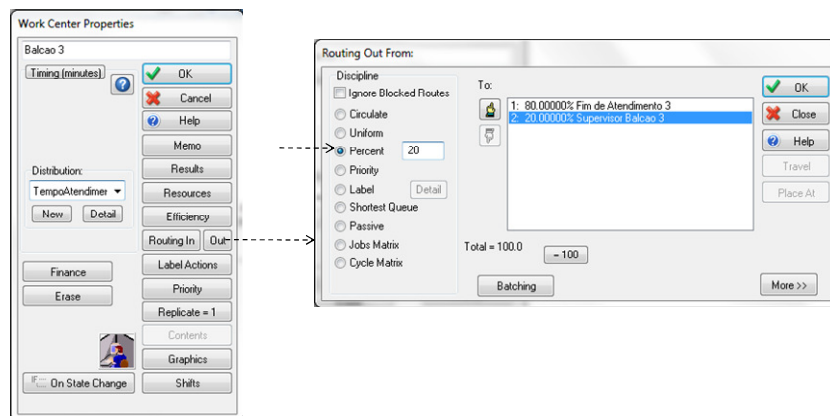 Work Center Properties
Balcao 3
Timing (minutes)
OK
Cancel
Help
Memo
Distribution:
Results
TempoAtendimer
Resources
New
Detail
Efficiency
Routing In
Out
Label Actions
Finance
Priority
Erase
Replicate = 1
Contents
Graphics
IF:
On State Change
Shifts
Routing Out From:
Discipline
Ignore Blocked Routes
Circulate
Uniform
Percent
20
Priority
Label
Detail
Shortest Queue
Passive
Jobs Matrix
Cycle Matrix
To:
1: 80.00000% Fim de Atendimento 3
2: 20.00000% Supervisor Balcao 3
Total = 100.0
= 100
Batching
OK
Close
Help
Travel
Place At
More >>